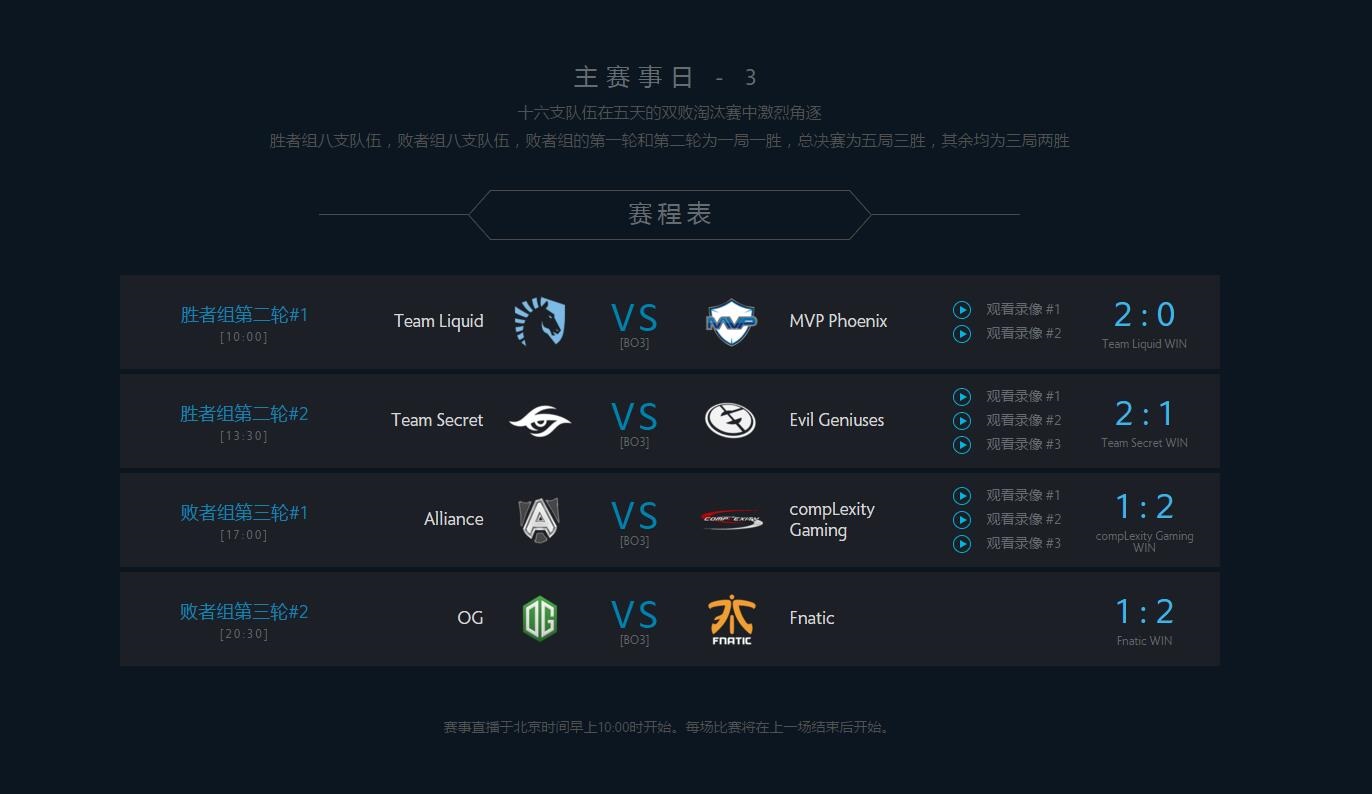 主赛事日 - 3
十六支队伍在五天的双败淘汰赛中激烈角逐
胜者组八支队伍，败者组八支队伍，败者组的第一轮和第二轮为一局一胜，总决赛为五局三胜，其余均为三局两胜
赛程表
胜者组第二轮#1
[10:00]
Team Liquid
VS
[BO3]
MVP
MVP Phoenix
观看录像 #1
观看录像 #2
2 : 0
Team Liquid WIN
胜者组第二轮#2
[13:30]
Team Secret
VS
[BO3]
Evil Geniuses
观看录像 #1
观看录像 #2
观看录像 #3
2 : 1
Team Secret WIN
败者组第三轮#1
[17:00]
Alliance
VS
[BO3]
COMPLEXITY
compLexity
Gaming
观看录像 #1
观看录像 #2
观看录像 #3
1 : 2
compLexity Gaming
WIN
败者组第三轮#2
[20:30]
OG
OG
VS
[BO3]
FNATIC
Fnatic
1 : 2
Fnatic WIN
赛事直播于北京时间早上10:00时开始。每场比赛将在上一场结束后开始。